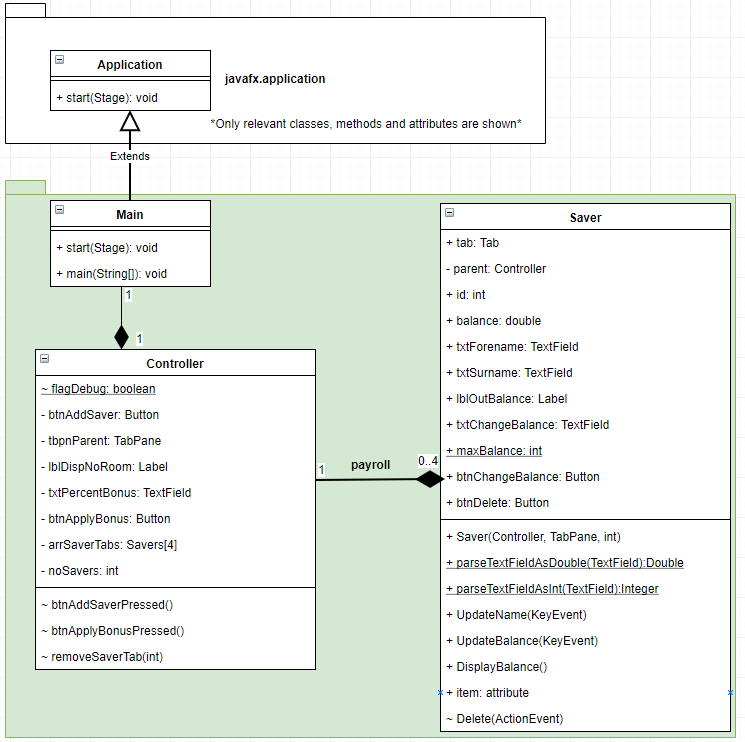 Application
+ start(Stage): void
javafx.application
*Only relevant classes, methods and attributes are shown*
Extends
Main
+ start(Stage): void
+ main(String[]): void
1
1
Controller
~ flagDebug: boolean
- btnAddSaver: Button
- tbpnParent: TabPane
- lblDispNoRoom: Label
- txtPercentBonus: TextField
- btnApplyBonus: Button
- arrSaverTabs: Savers[4]
- noSavers: int
~ btnAddSaverPressed()
~ btnApplyBonusPressed()
~ removeSaverTab(int)
1
payroll
0..4
Saver
+ tab: Tab
- parent: Controller
+ id: int
+ balance: double
+ txtForename: TextField
+ txtSurname: TextField
+ lblOutBalance: Label
+ txtChangeBalance: TextField
+ maxBalance: int
+ btnChangeBalance: Button
+ btnDelete: Button
+ Saver(Controller, TabPane, int)
+ parseTextFieldAsDouble(TextField):Double
+ parseTextFieldAsInt(TextField):Integer
+ UpdateName(KeyEvent)
+ UpdateBalance(KeyEvent)
+ DisplayBalance()
+ item: attribute
~ Delete(ActionEvent)